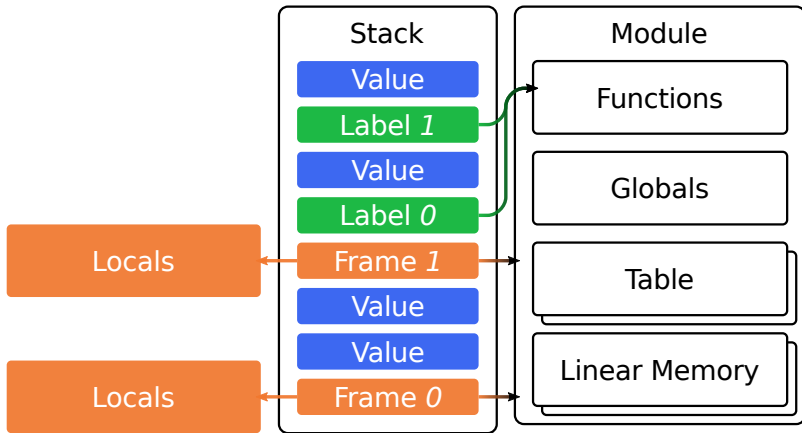 Stack
Value
Label 1
Value
Label 0
Frame 1
Value
Value
Frame 0
Locals
Locals
Module
Functions
Globals
Table
Linear Memory